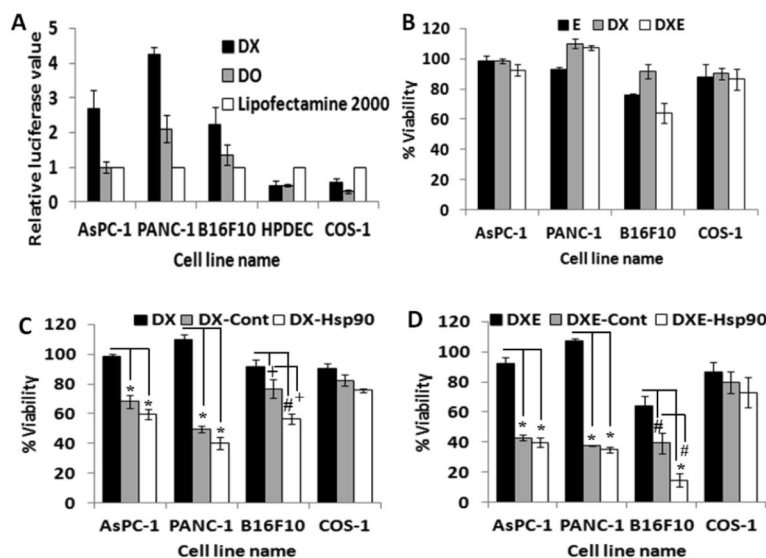 A
Relative luciferase value
5
4
3
2
1
0
DX
DO
Lipofectamine 2000
AsPC-1 PANC-1 B16F10 HPDEC COS-1
Cell line name
B
% Viability
120
100
80
60
40
20
0
E DX DXE
AsPC-1 PANC-1 B16F10 COS-1
Cell line name
C
% Viability
120
100
80
60
40
20
0
DX DX-Cont DX-Hsp90
* * * * + # +
AsPC-1 PANC-1 B16F10 COS-1
Cell line name
D
% Viability
120
100
80
60
40
20
0
DXE DXE-Cont DXE-Hsp90
* * * * # * #
AsPC-1 PANC-1 B16F10 COS-1
Cell line name